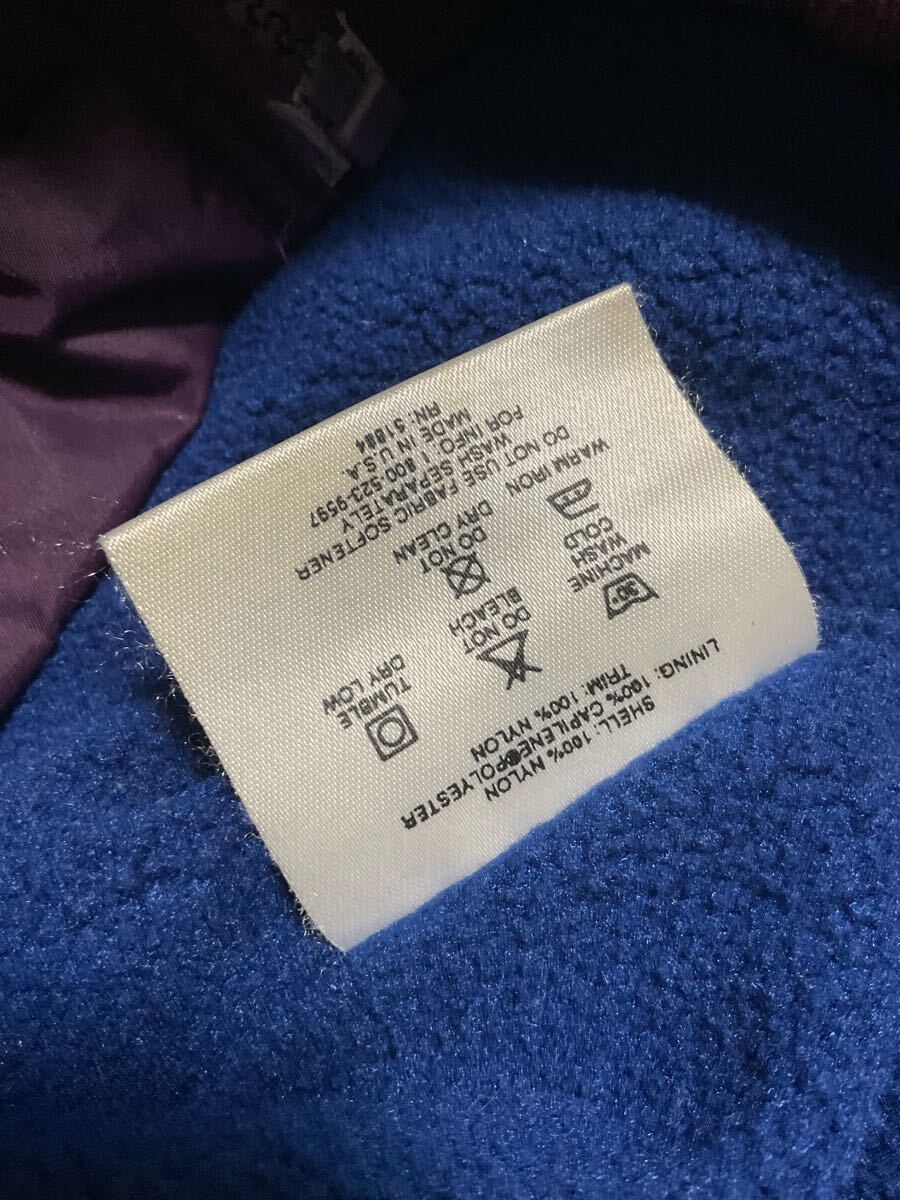 SHELL: 100% NYLON
LINING: 100% CAPILENE® POLYESTER
TRIM: 100% NYLON
30°
MACHINE
WASH
COLD
DO NOT
BLEACH
TUMBLE
DRY LOW
WARM IRON
DO NOT
DRY CLEAN
DO NOT USE FABRIC SOFTENER
WASH SEPARATELY
FOR INFO. 1 800 523-9597
MADE IN U.S.A.